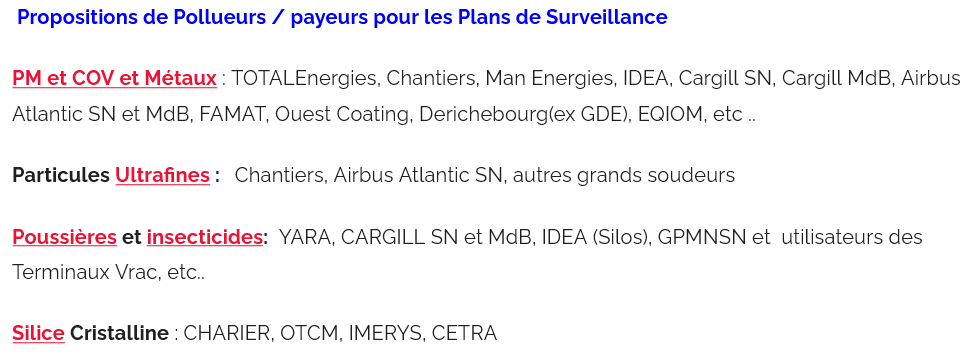 Propositions de Pollueurs / payeurs pour les Plans de Surveillance
PM et COV et Métaux : TOTALEnergies, Chantiers, Man Energies, IDEA, Cargill SN, Cargill MdB, Airbus
Atlantic SN et MdB, FAMAT, Ouest Coating, Derichebourg(ex GDE), EQIOM, etc ..
Particules Ultrafines : Chantiers, Airbus Atlantic SN, autres grands soudeurs
Poussières et insecticides: YARA, CARGILL SN et MdB, IDEA (Silos), GPMNSN et utilisateurs des
Terminaux Vrac, etc..
Silice Cristalline : CHARIER, OTCM, IMERYS, CETRA